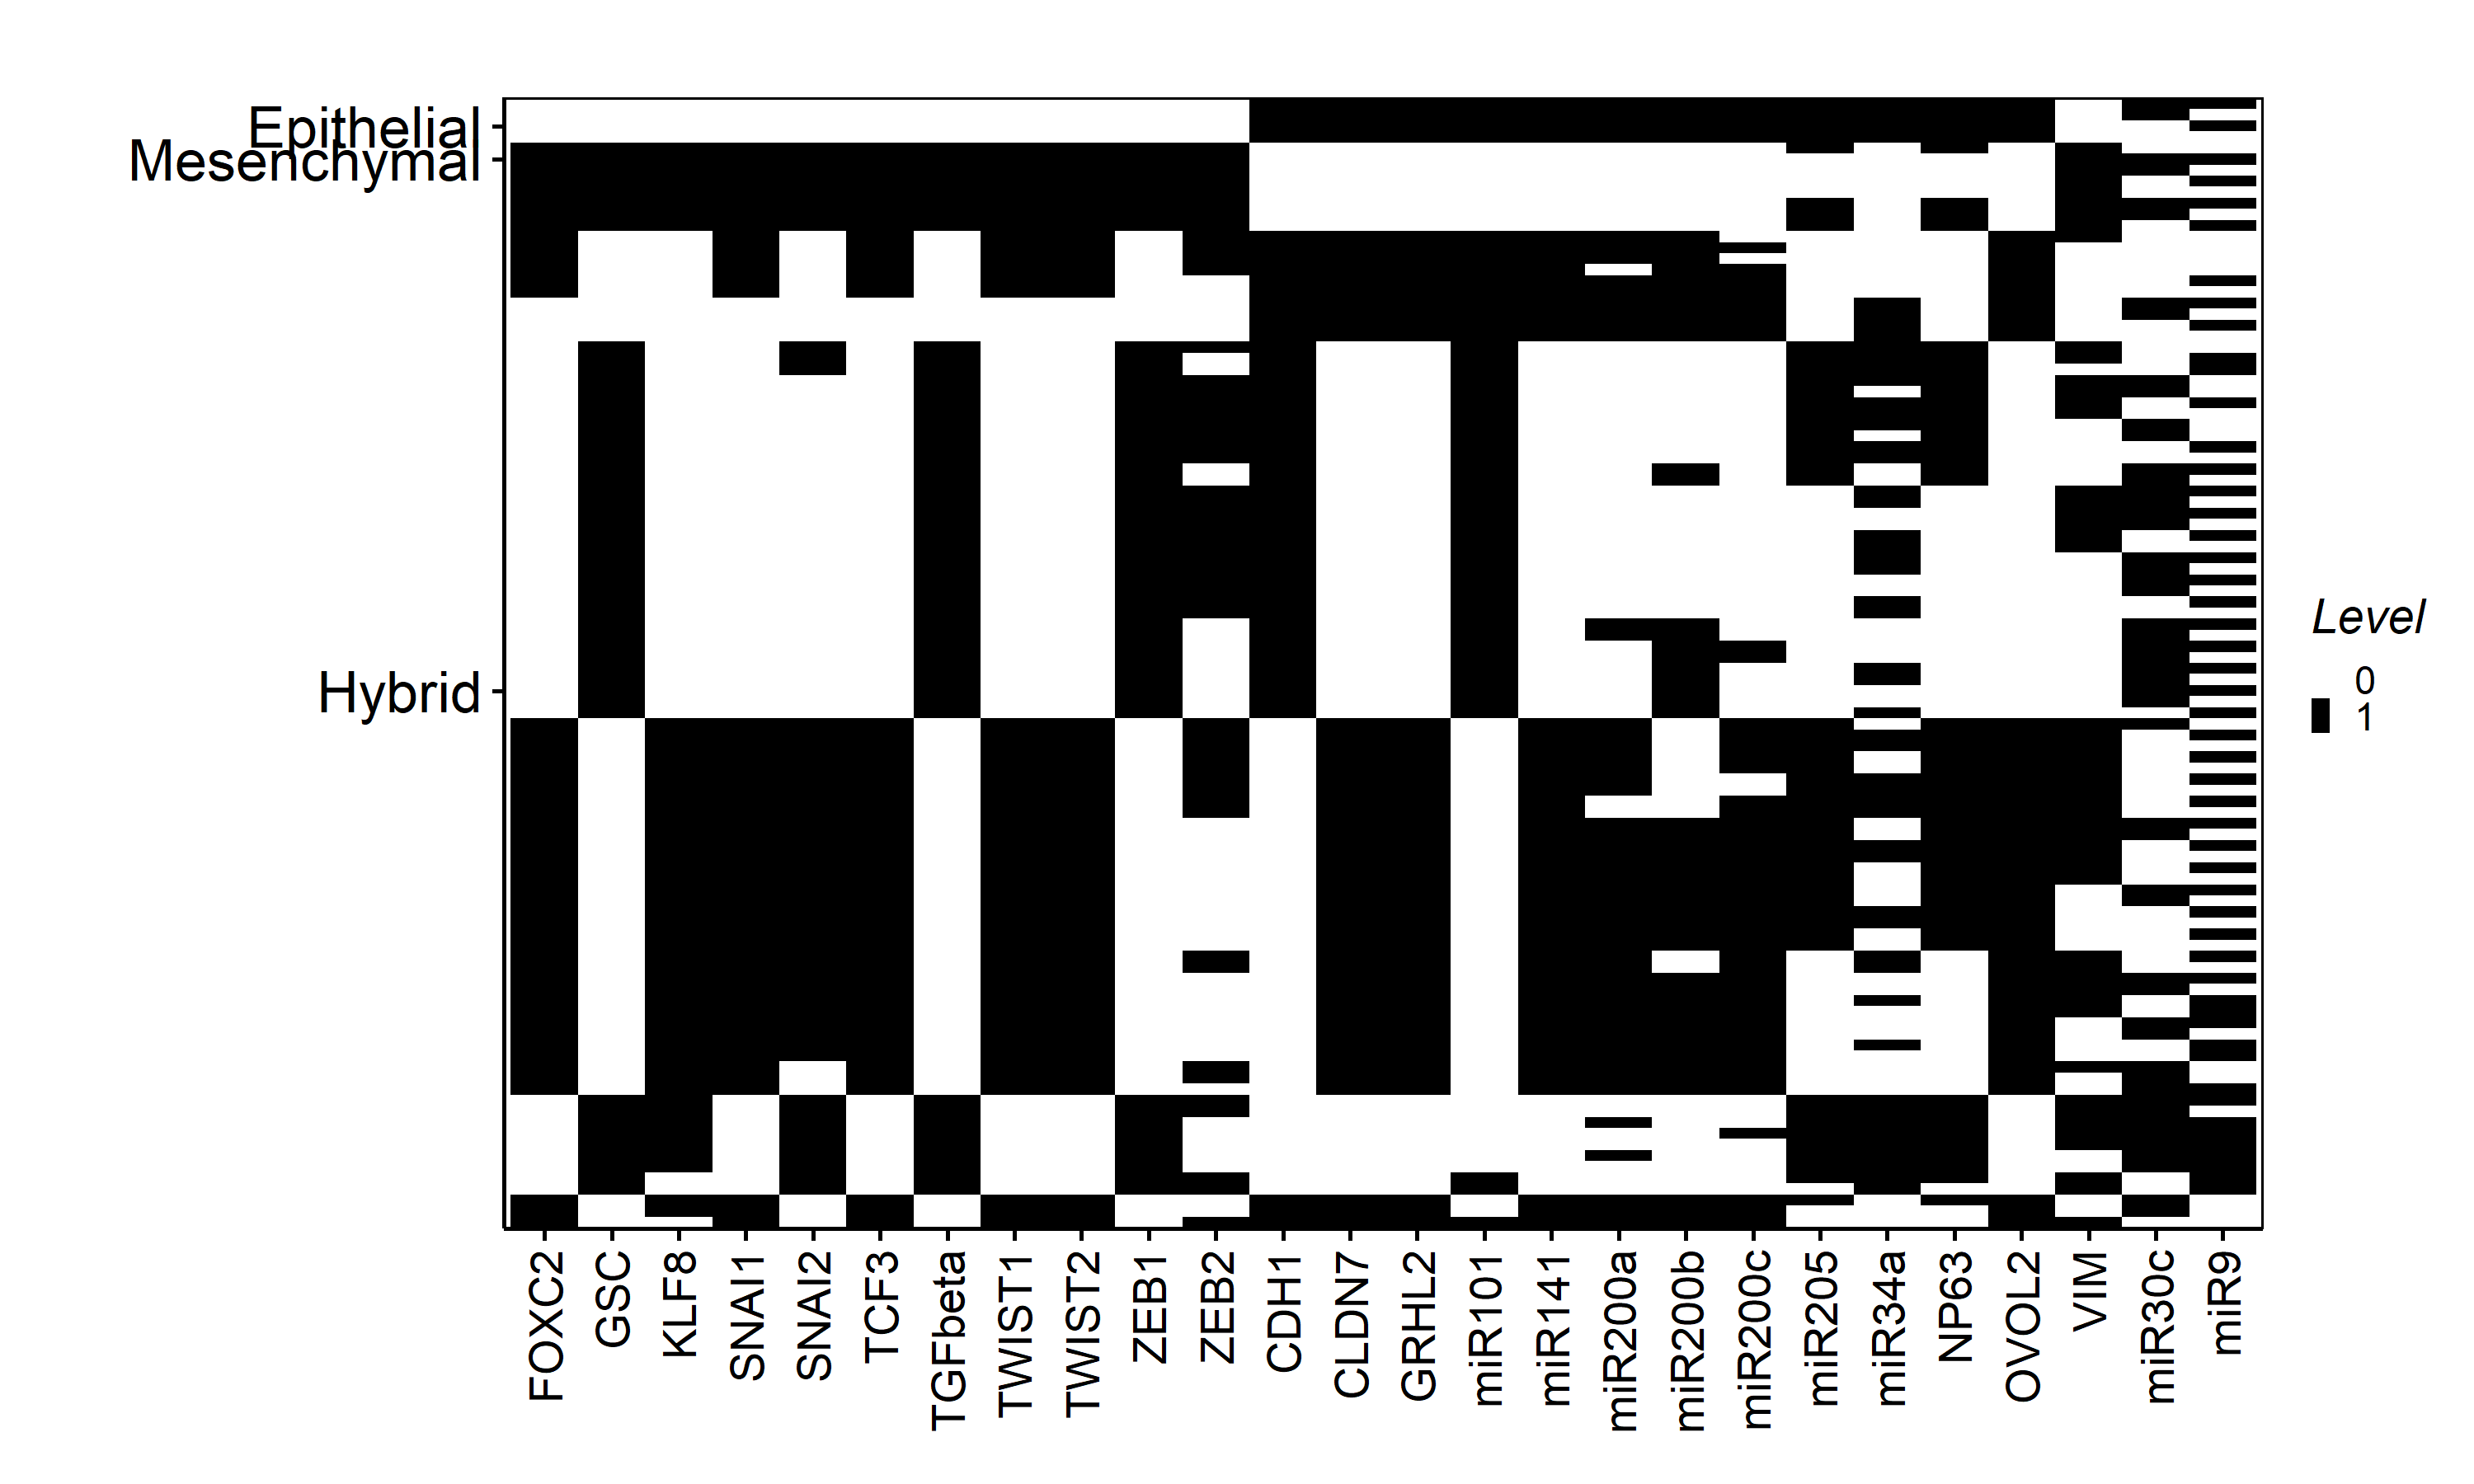 Epithelial
Mesenchymal
Hybrid
Level
0
1
FOXC2
GSC
KLF8
SNAI1
SNAI2
TCF3
TGFbeta
TWIST1
TWIST2
ZEB1
ZEB2
CDH1
CLDN7
GRHL2
miR101
miR141
miR200a
miR200b
miR200c
miR205
miR34a
NP63
OVOL2
VIM
miR30c
miR9